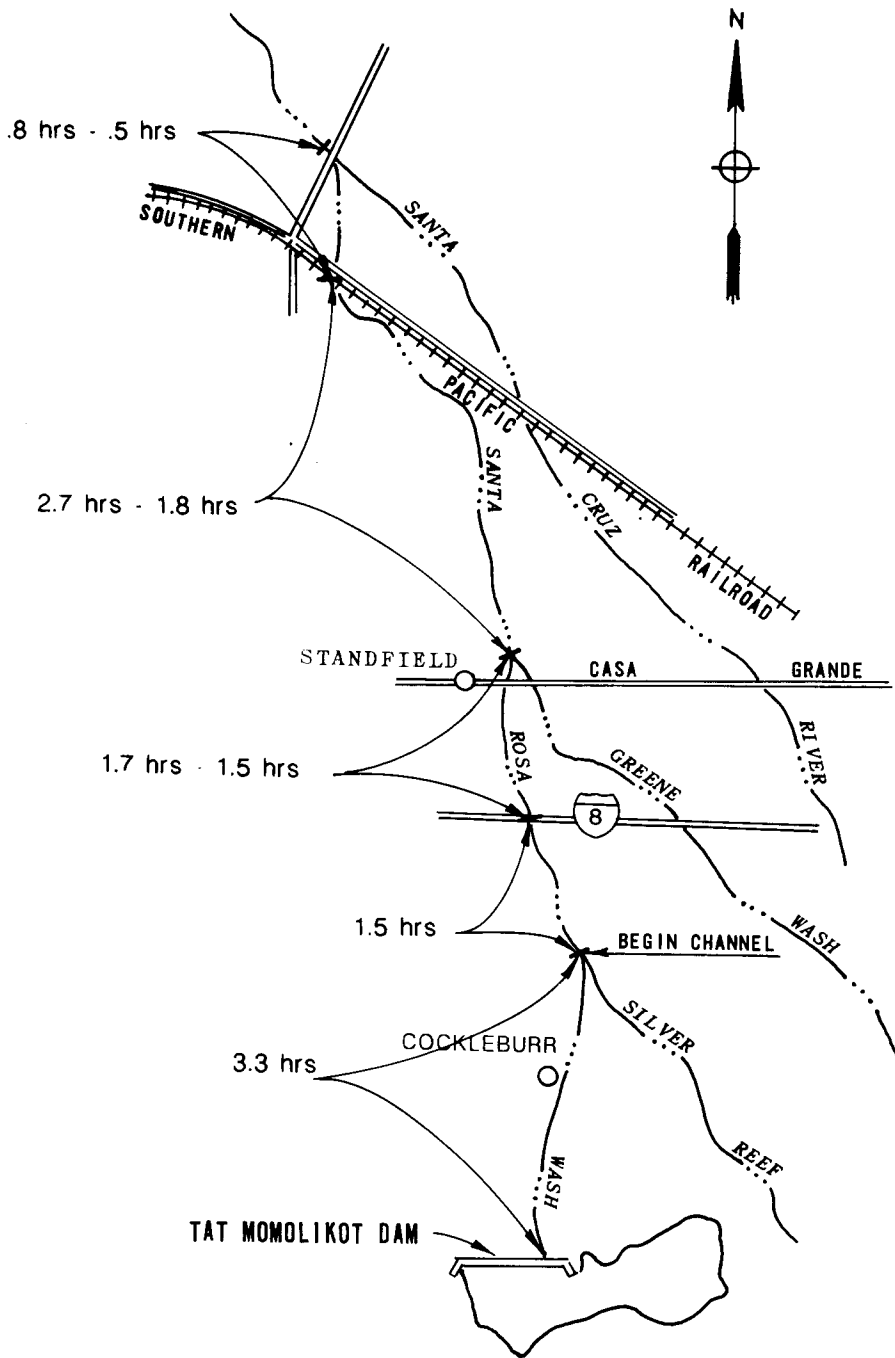 N
.8 hrs - .5 hrs
SANTA
SOUTHERN
PACIFIC
SANTA
CRUZ
2.7 hrs - 1.8 hrs
RAILROAD
STANDFIELD
CASA GRANDE
ROSA
GREENE
RIVER
1.7 hrs - 1.5 hrs
8
1.5 hrs
BEGIN CHANNEL
WASH
SILVER
COCKLEBURR
3.3 hrs
WASH
REEF
TAT MOMOLIKOT DAM